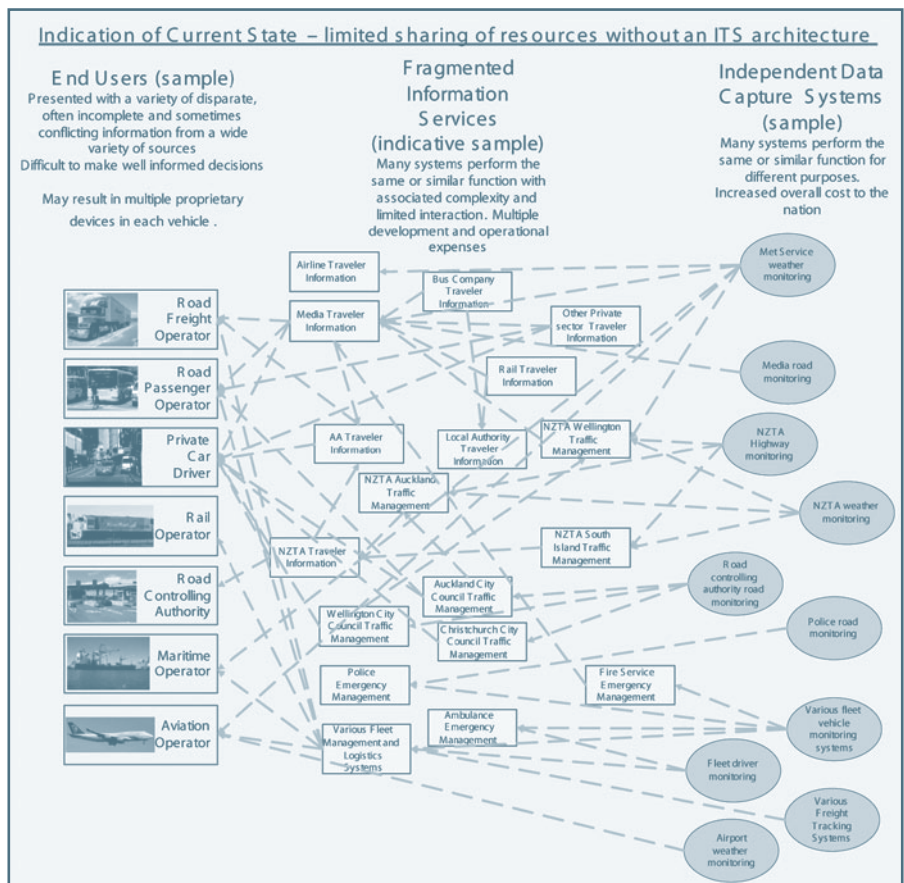 Indication of Current State – limited sharing of resources without an ITS architecture
End Users (sample)
Presented with a variety of disparate,
often incomplete and sometimes
conflicting information from a wide
variety of sources
Difficult to make well informed decisions
May result in multiple proprietary
devices in each vehicle .
Fragmented
Information
Services
(indicative sample)
Many systems perform the
same or similar function with
associated complexity and
limited interaction. Multiple
development and operational
expenses
Independent Data
Capture Systems
(sample)
Many systems perform the
same or similar function for
different purposes.
Increased overall cost to the
nation
Road
Freight
Operator
Road
Passenger
Operator
Private
Car
Driver
Rail
Operator
Road
Controlling
Authority
Maritime
Operator
Aviation
Operator
Airline Traveler
Information
Bus Company
Traveler
Information
Media Traveler
Information
Other Private
sector Traveler
Information
Rail Traveler
Information
AA Traveler
Information
Local Authority
Traveler
Information
NZTA Wellington
Traffic
Management
NZTA Auckland
Traffic
Management
NZTA Traveler
Information
NZTA South
Island Traffic
Management
Auckland City
Council Traffic
Management
Wellington City
Council Traffic
Management
Christchurch City
Council Traffic
Management
Police
Emergency
Management
Fire Service
Emergency
Management
Ambulance
Emergency
Management
Various Fleet
Management and
Logistics
Systems
Met Service
weather
monitoring
Media road
monitoring
NZTA
Highway
monitoring
NZTA weather
monitoring
Road
controlling
authority road
monitoring
Police road
monitoring
Various fleet
vehicle
monitoring
systems
Fleet driver
monitoring
Various
Freight
Tracking
Systems
Airport
weather
monitoring